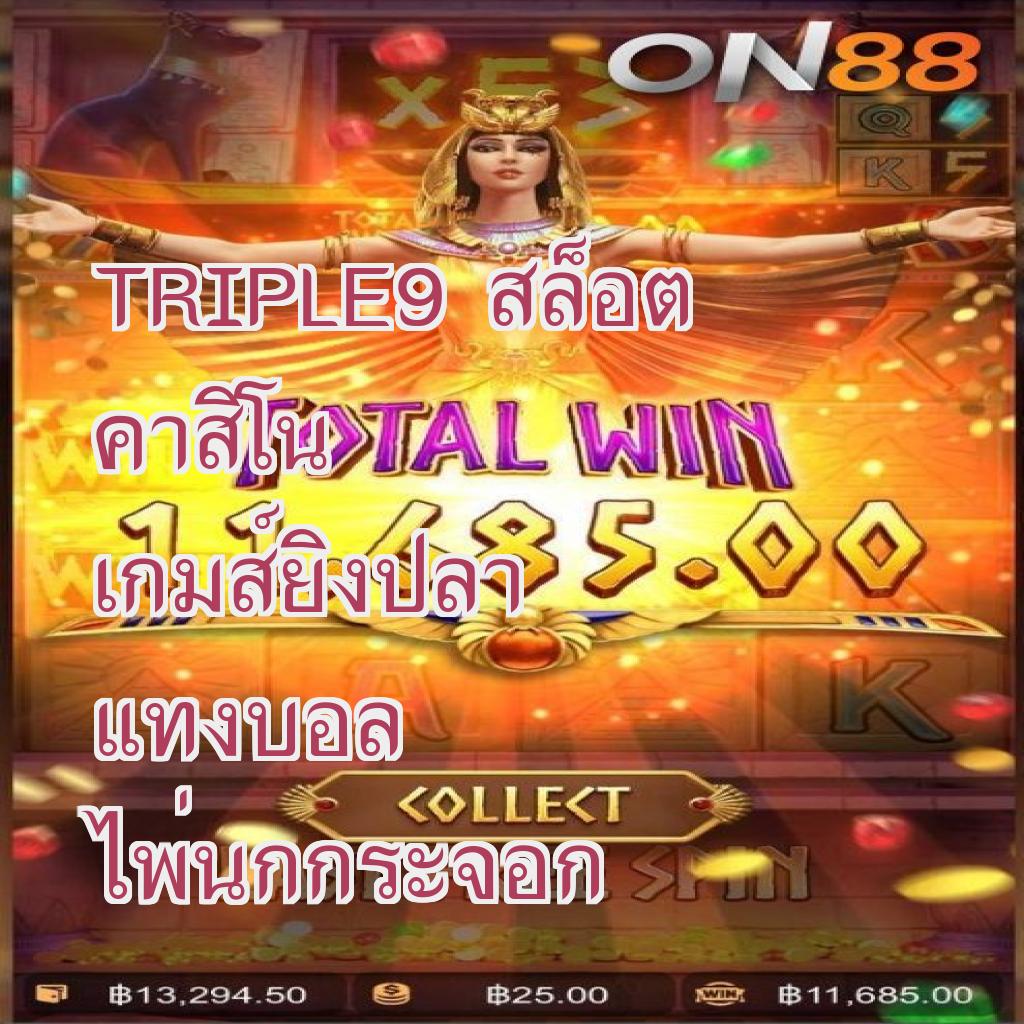 ON88
x53
Q
K
TRIPLE9 สล็อต
คาสิโน
TOTAL WIN
11,685.00
เกมส์ยิงปลา
K
แทงบอล
COLLECT
ไพ่นกกระจอก
SPIN
฿13,294.50 ฿25.00 WIN ฿11,685.00